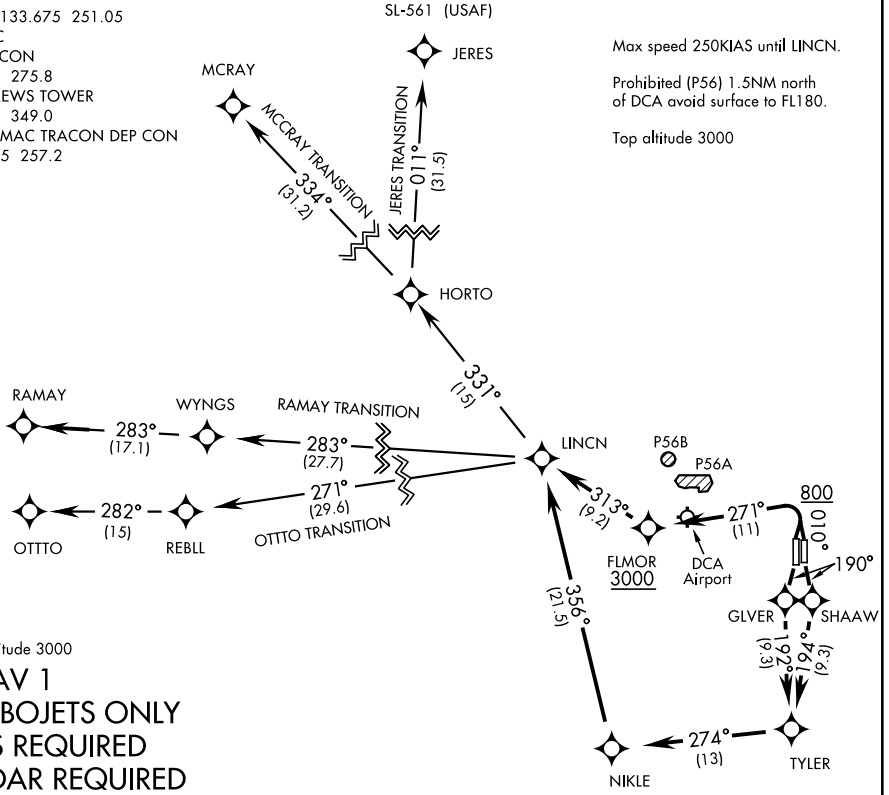 133.675 251.05
C
CON
275.8
EWS TOWER
349.0
MAC TRACON DEP CON
5 257.2
SL-561 (USAF)
Max speed 250KIAS until LINCN.
Prohibited (P56) 1.5NM north
of DCA avoid surface to FL180.
Top altitude 3000
JERES
MCRAY
MCCRAY TRANSITION
334°
(31.2)
JERES TRANSITION
011°
(31.5)
HORTO
331°
(15)
RAMAY
283°
(17.1)
WYNGS
RAMAY TRANSITION
283°
(27.7)
LINCN
271°
(29.6)
OTTTO TRANSITION
OTTTO
282°
(15)
REBLL
P56B
P56A
313°
(9.2)
FLMOR
3000
DCA
Airport
271°
(11)
800
010°
190°
GLVER
SHAAW
192°
(9.3)
194°
(9.3)
356°
(21.5)
274°
(13)
NIKLE
TYLER
tude 3000
AV 1
BOJETS ONLY
S REQUIRED
DAR REQUIRED